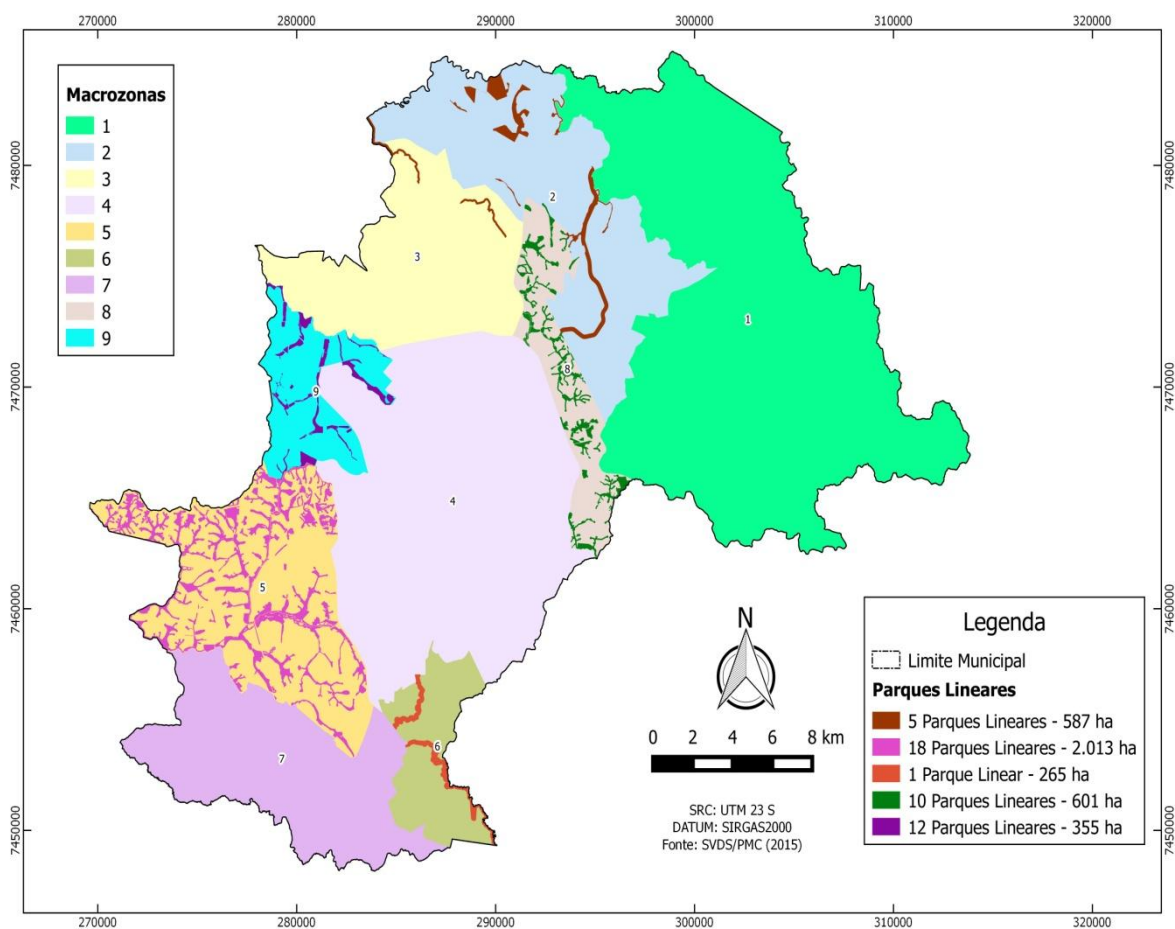 270000 280000 290000 300000 310000 320000
7480000
7470000
7460000
7450000
7480000
7470000
7460000
7450000
Macrozonas
1
2
3
4
5
6
7
8
9
2
3
1
8
9
4
5
6
7
N
0 2 4 6 8 km
SRC: UTM 23 S
DATUM: SIRGAS2000
Fonte: SVDS/PMC (2015)
Legenda
Limite Municipal
Parques Lineares
5 Parques Lineares - 587 ha
18 Parques Lineares - 2.013 ha
1 Parque Linear - 265 ha
10 Parques Lineares - 601 ha
12 Parques Lineares - 355 ha
270000 280000 290000 300000 310000 320000